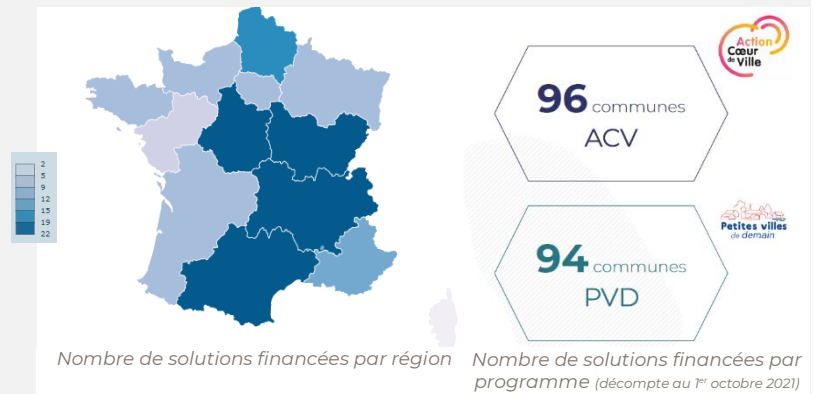 2
5
9
12
15
19
22
Nombre de solutions financées par région
Action
Cœur
de Ville
96 communes
ACV
Petites villes
de demain
94 communes
PVD
Nombre de solutions financées par
programme (décompte au 1er octobre 2021)